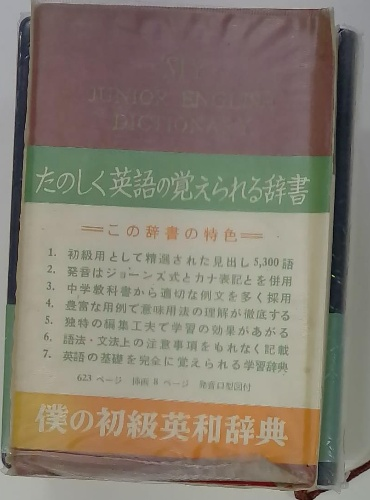 JUNIOR ENGLISH
DICTIONARY
たのしく英語の覚えられる辞書
この辞書の特色
1. 初級用として精選された見出し5,300語
2. 発音はジョーンズ式とカナ表記とを併用
3. 中学教科書から適切な例文を多く採用
4. 豊富な用例で意味用法の理解が徹底する
5. 独特の編集工夫で学習の効果があがる
6. 語法・文法上の注意事項をもれなく記載
7. 英語の基礎を完全に覚えられる学習辞典
623 ページ 挿画 8 ページ 発音口型図付
僕の初級英和辞典